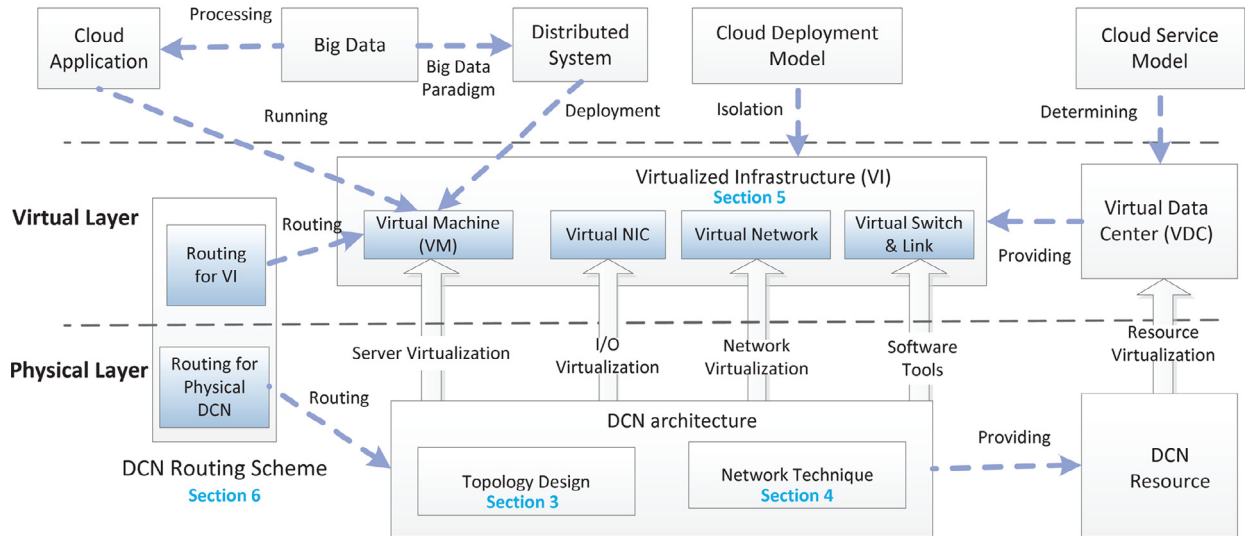 Processing
Cloud
Application
Big Data
Big Data
Paradigm
Distributed
System
Cloud Deployment
Model
Cloud Service
Model
Running
Deployment
Isolation
Determining
Virtual Layer
Virtualized Infrastructure (VI)
Section 5
Routing
for VI
Routing
Virtual Machine
(VM)
Virtual NIC
Virtual Network
Virtual Switch
& Link
Providing
Virtual Data
Center (VDC)
Physical Layer
Server Virtualization
I/O
Virtualization
Network
Virtualization
Software
Tools
Resource
Virtualization
Routing for
Physical
DCN
Routing
DCN architecture
Topology Design
Section 3
Network Technique
Section 4
Providing
DCN
Resource
DCN Routing Scheme
Section 6